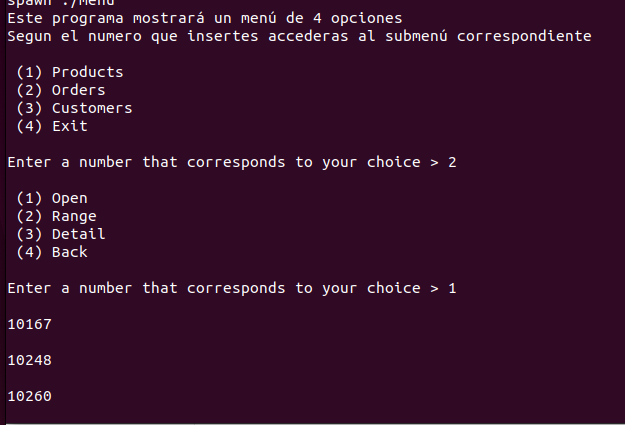 spawn ./menu
Este programa mostrará un menú de 4 opciones
Segun el numero que insertes accederas al submenú correspondiente
(1) Products
(2) Orders
(3) Customers
(4) Exit
Enter a number that corresponds to your choice > 2
(1) Open
(2) Range
(3) Detail
(4) Back
Enter a number that corresponds to your choice > 1
10167
10248
10260